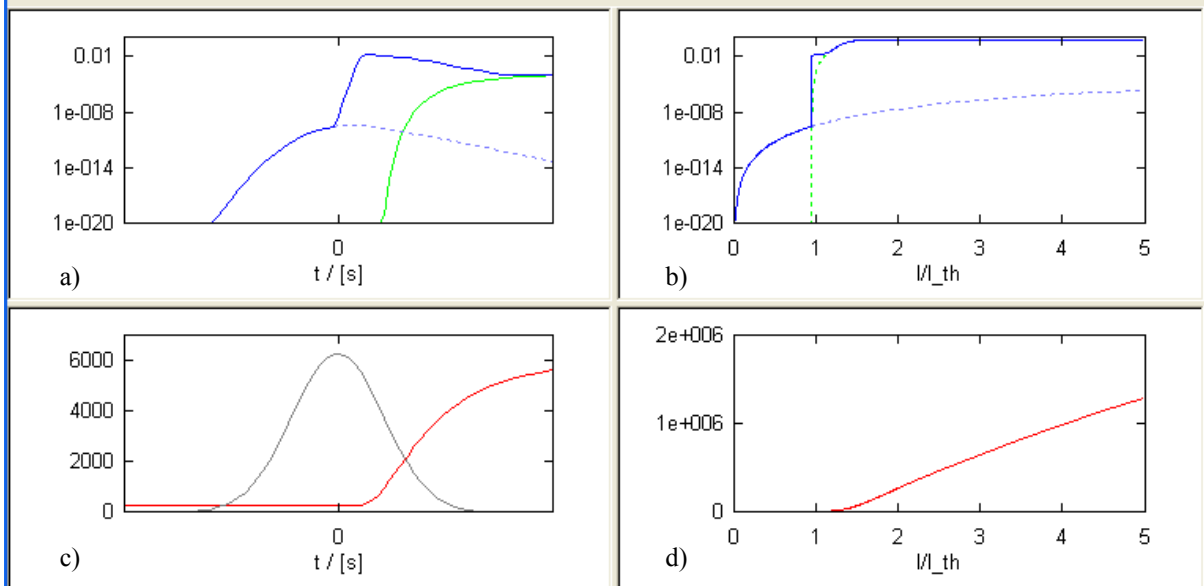 0.01
1e-008
1e-014
1e-020
0
t / [s]
a)
0.01
1e-008
1e-014
1e-020
0 1 2 3 4 5
I/I_th
b)
6000
4000
2000
0
0
t / [s]
c)
2e+006
1e+006
0
0 1 2 3 4 5
I/I_th
d)